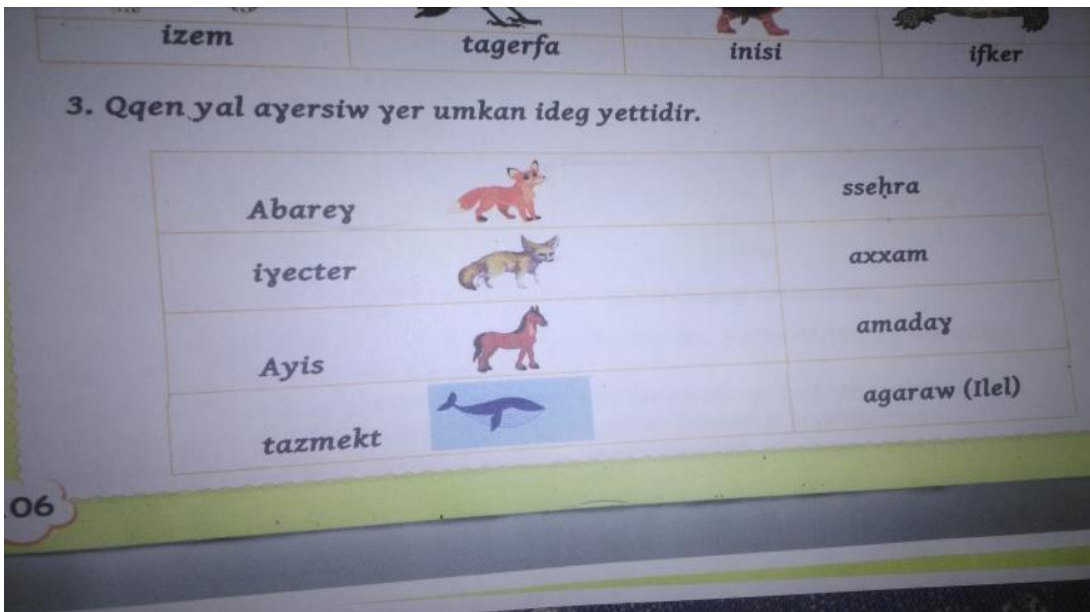 izem tagerfa inisi ifker
3. Qqen yal aɣersiw ɣer umkan ideg yettidir.
Abareɣ sseḥra
iɣecter axxam
Ayis amadaɣ
tazmekt agaraw (Ilel)
06